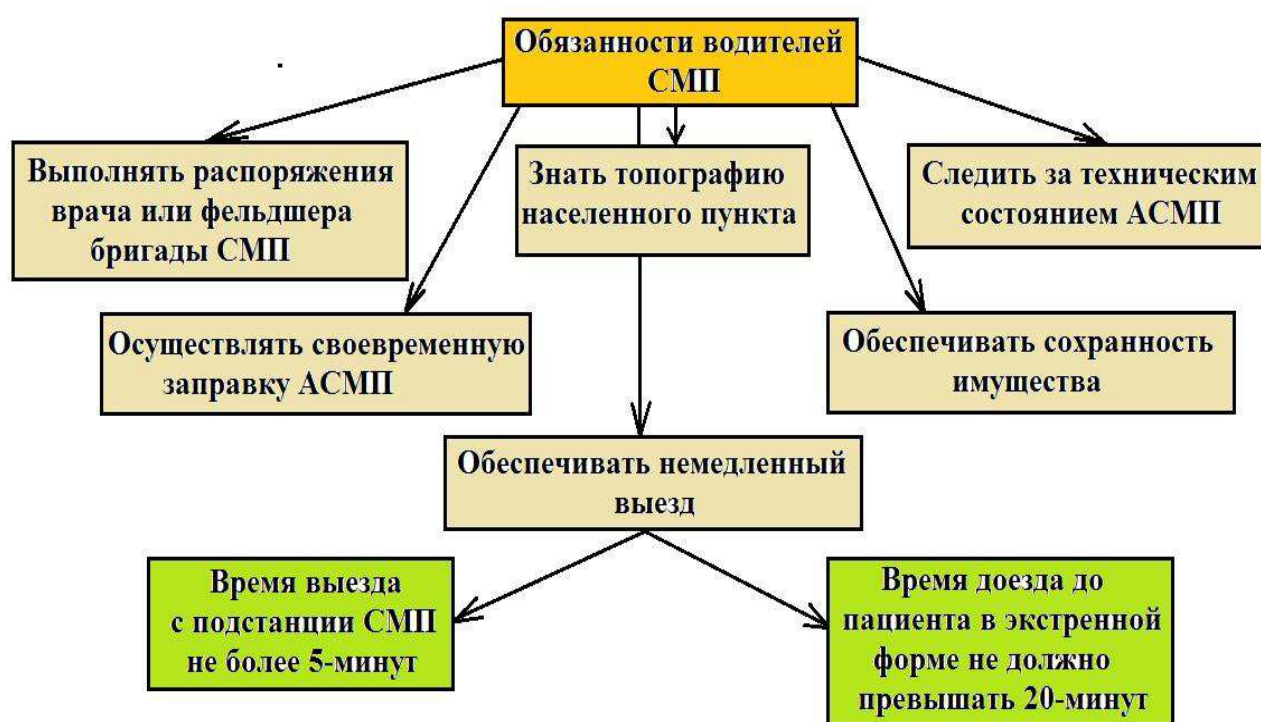 Обязанности водителей
СМП
Выполнять распоряжения
врача или фельдшера
бригады СМП
Знать топографию
населенного пункта
Следить за техническим
состоянием АСМП
Осуществлять своевременную
заправку АСМП
Обеспечивать сохранность
имущества
Обеспечивать немедленный
выезд
Время выезда
с подстанции СМП
не более 5-минут
Время доезда до
пациента в экстренной
форме не должно
превышать 20-минут